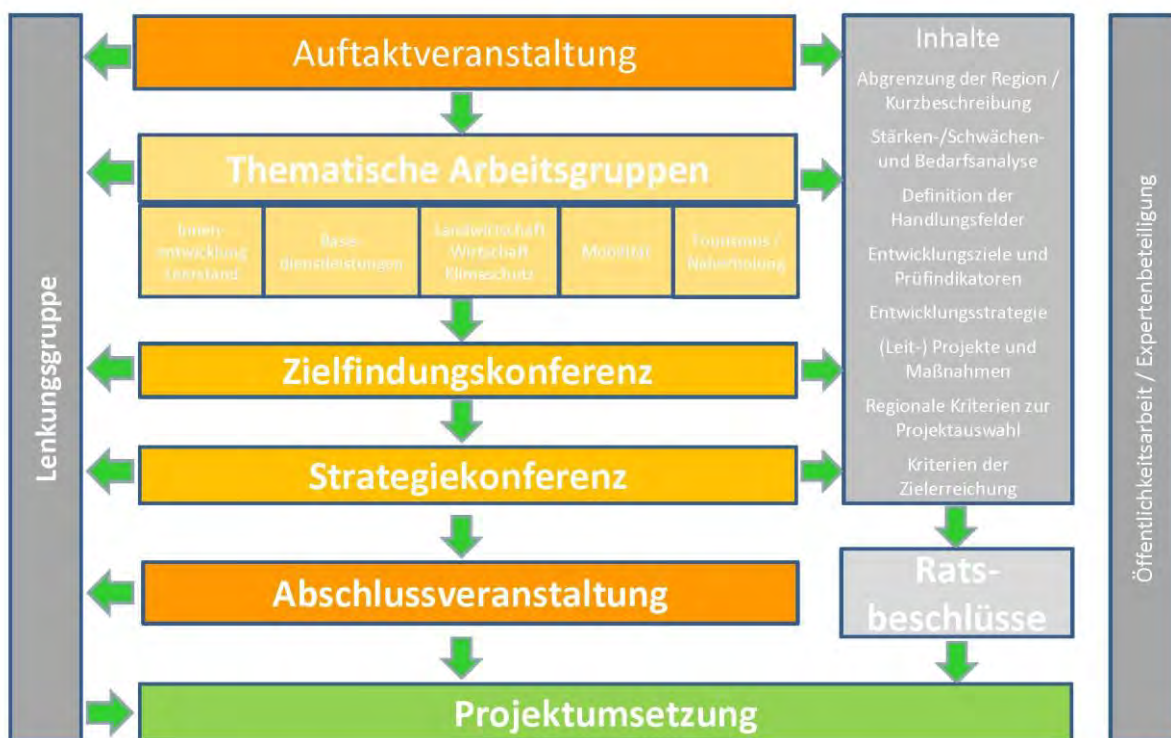 Lenkungsgruppe
Auftaktveranstaltung
Thematische Arbeitsgruppen
Innen-
entwicklung
Leerstand
Basis-
dienstleistungen
Landwirtschaft
Wirtschaft
Klimaschutz
Mobilität
Tourismus /
Naherholung
Zielfindungskonferenz
Strategiekonferenz
Abschlussveranstaltung
Projektumsetzung
Inhalte
Abgrenzung der Region /
Kurzbeschreibung
Stärken-/Schwächen-
und Bedarfsanalyse
Definition der
Handlungsfelder
Entwicklungsziele und
Prüfindikatoren
Entwicklungsstrategie
(Leit-) Projekte und
Maßnahmen
Regionale Kriterien zur
Projektauswahl
Kriterien der
Zielerreichung
Rats-
beschlüsse
Öffentlichkeitsarbeit / Expertenbeteiligung